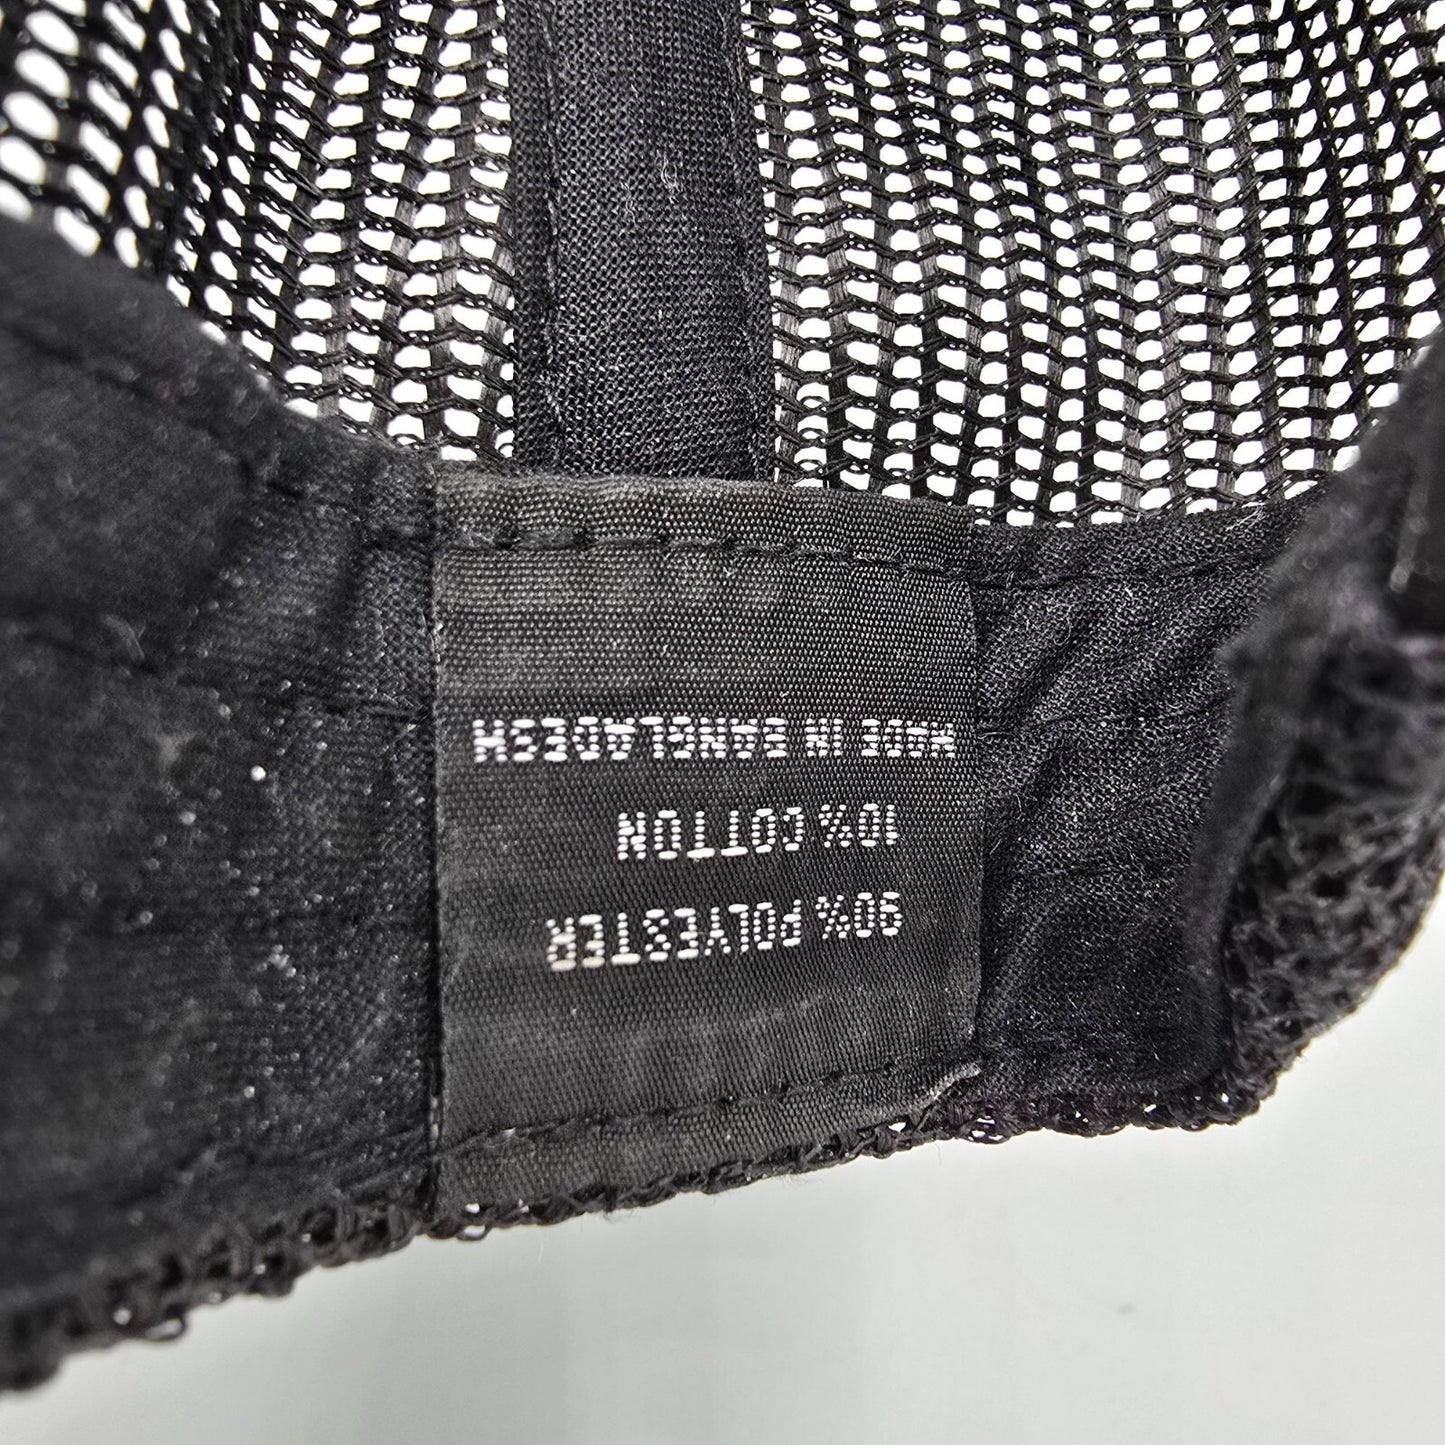 90% POLYESTER
10% COTTON
MADE IN BANGLADESH